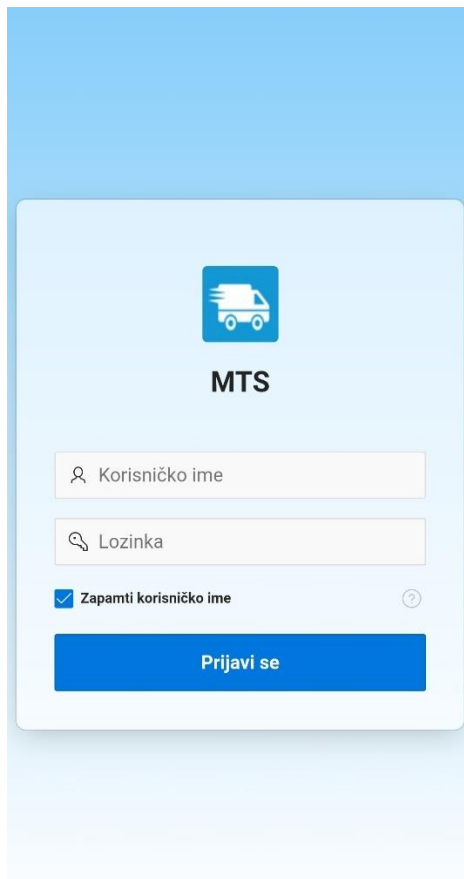 MTS
Korisničko ime
Lozinka
Zapamti korisničko ime
?
Prijavi se